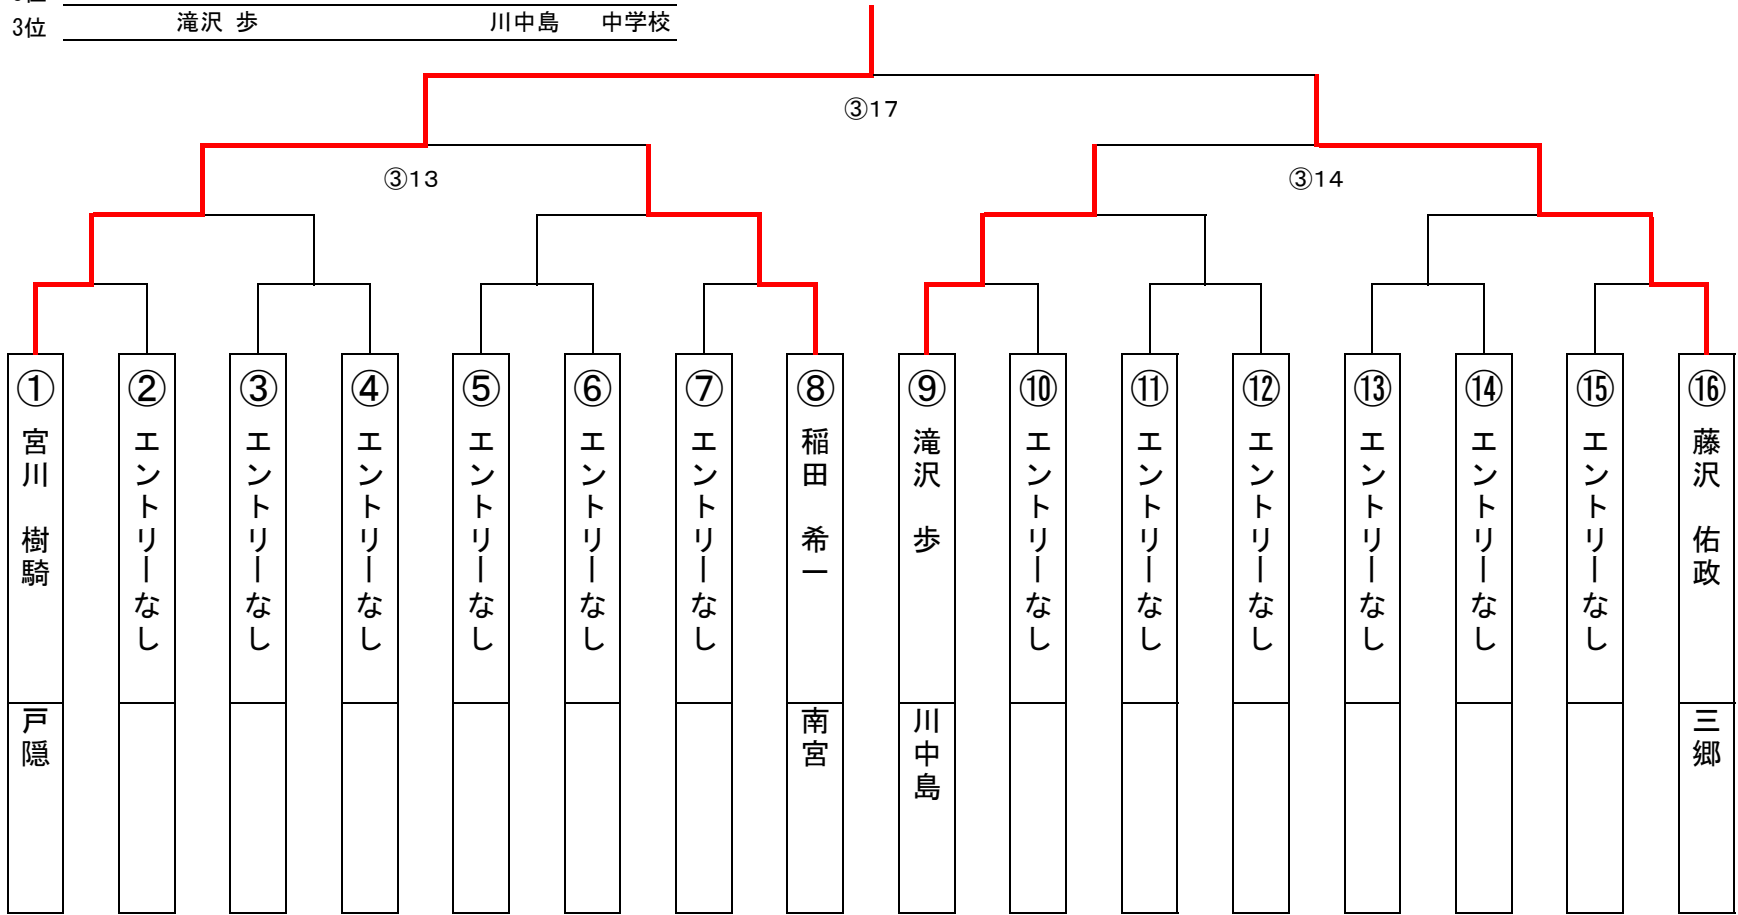 3位 滝沢 歩 川中島 中学校
③17
③13 ③14
① 宮川 樹騎 戸隠
② エントリーなし
③ エントリーなし
④ エントリーなし
⑤ エントリーなし
⑥ エントリーなし
⑦ エントリーなし
⑧ 稲田 希一 南宮
⑨ 滝沢 歩 川中島
⑩ エントリーなし
⑪ エントリーなし
⑫ エントリーなし
⑬ エントリーなし
⑭ エントリーなし
⑮ エントリーなし
⑯ 藤沢 佑政 三郷